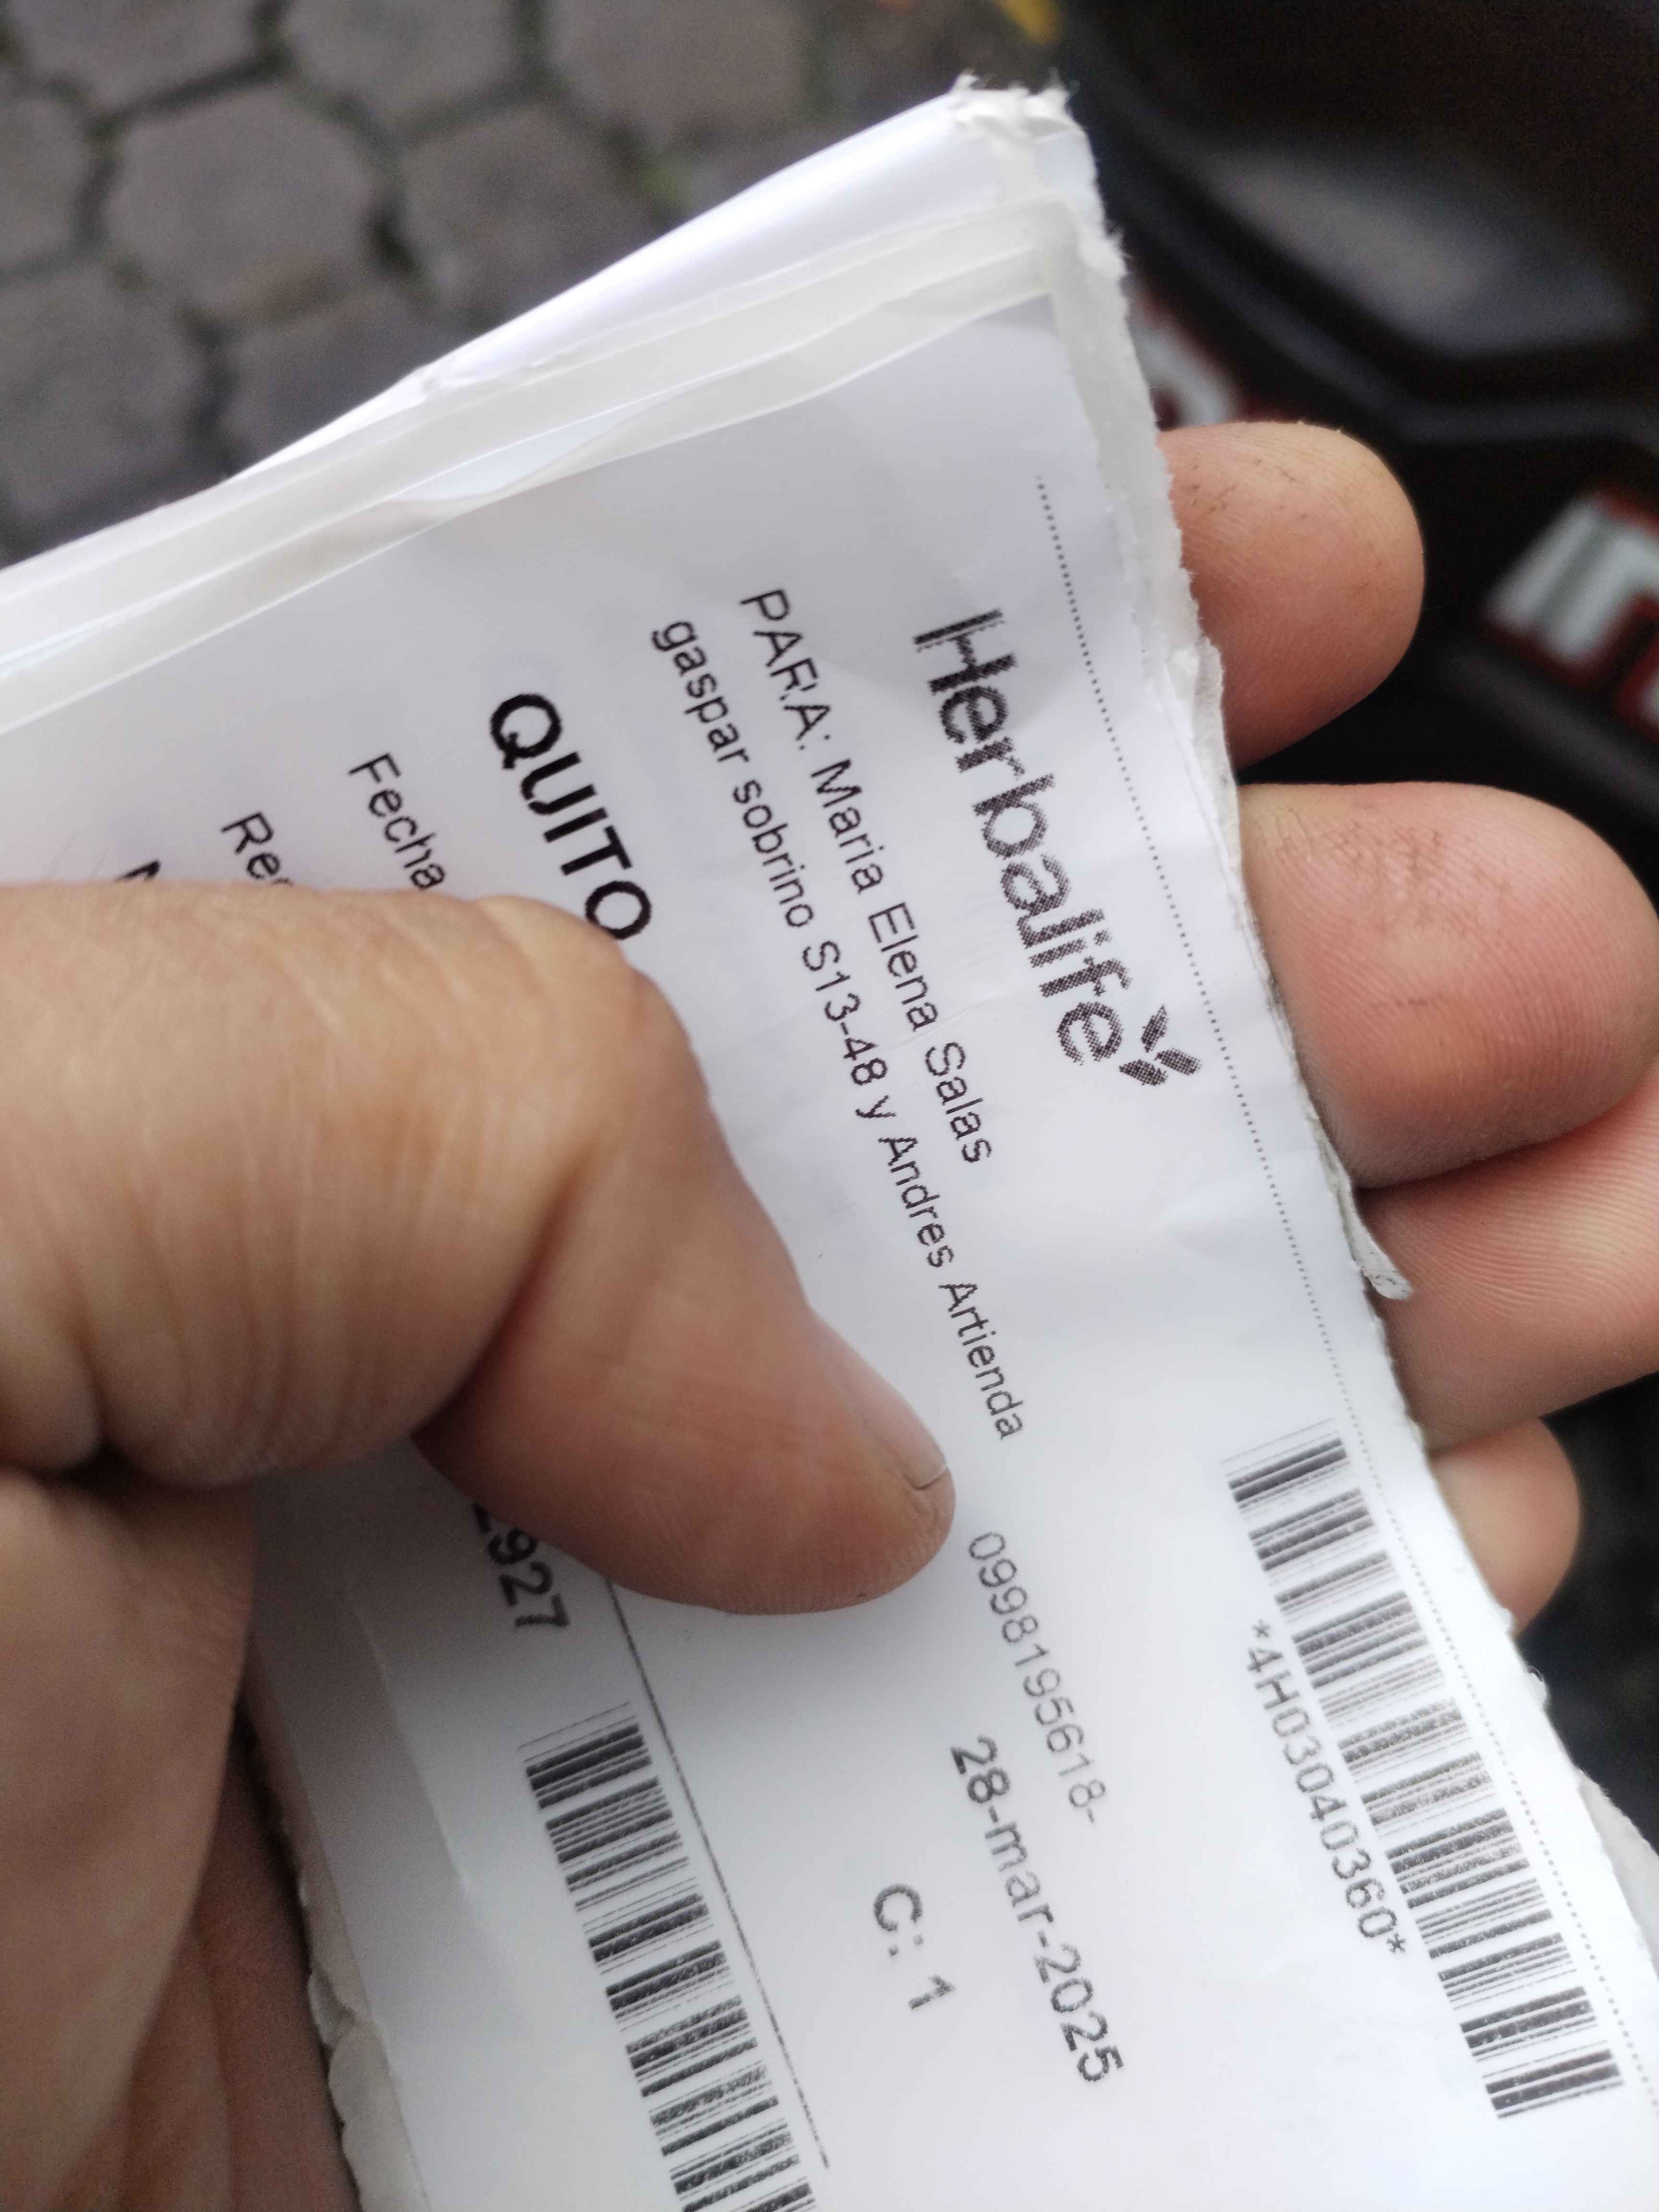 Herbalife
*4H03040360*
PARA: Maria Elena Salas
0998195618-
gaspar sobrino S13-48 y Andres Artienda
28-mar-2025
QUITO
C: 1
Fecha
2927